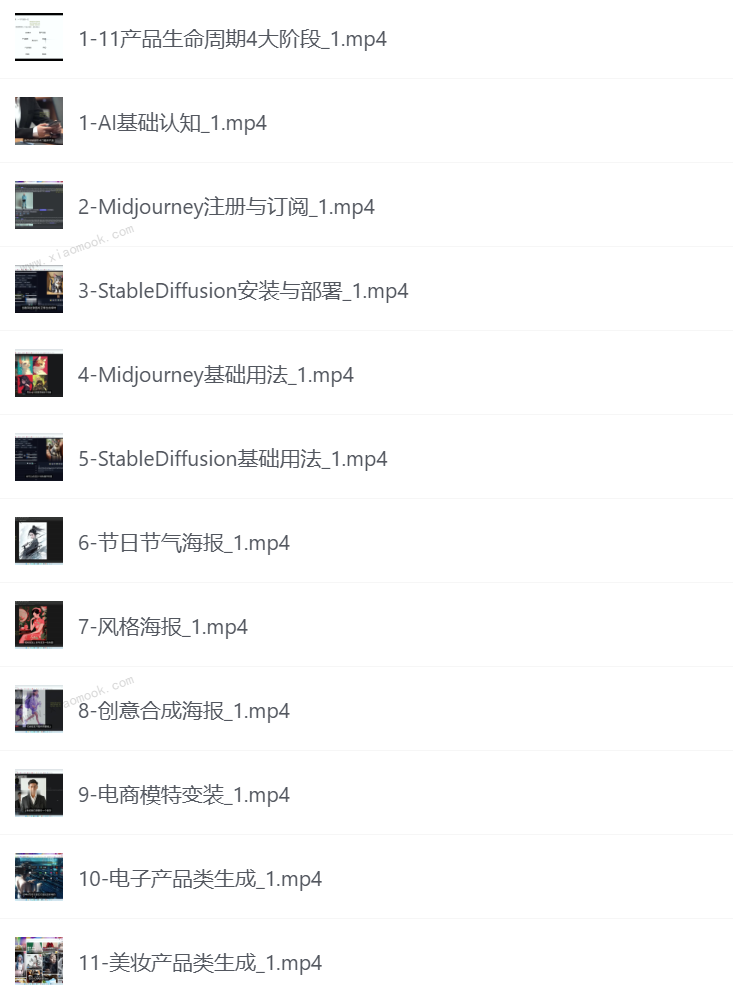 1-11产品生命周期4大阶段_1.mp4
1-AI基础认知_1.mp4
2-Midjourney注册与订阅_1.mp4
www.xiaomook.com
3-StableDiffusion安装与部署_1.mp4
4-Midjourney基础用法_1.mp4
5-StableDiffusion基础用法_1.mp4
6-节日节气海报_1.mp4
7-风格海报_1.mp4
xiaomook.com
8-创意合成海报_1.mp4
9-电商模特变装_1.mp4
10-电子产品类生成_1.mp4
11-美妆产品类生成_1.mp4